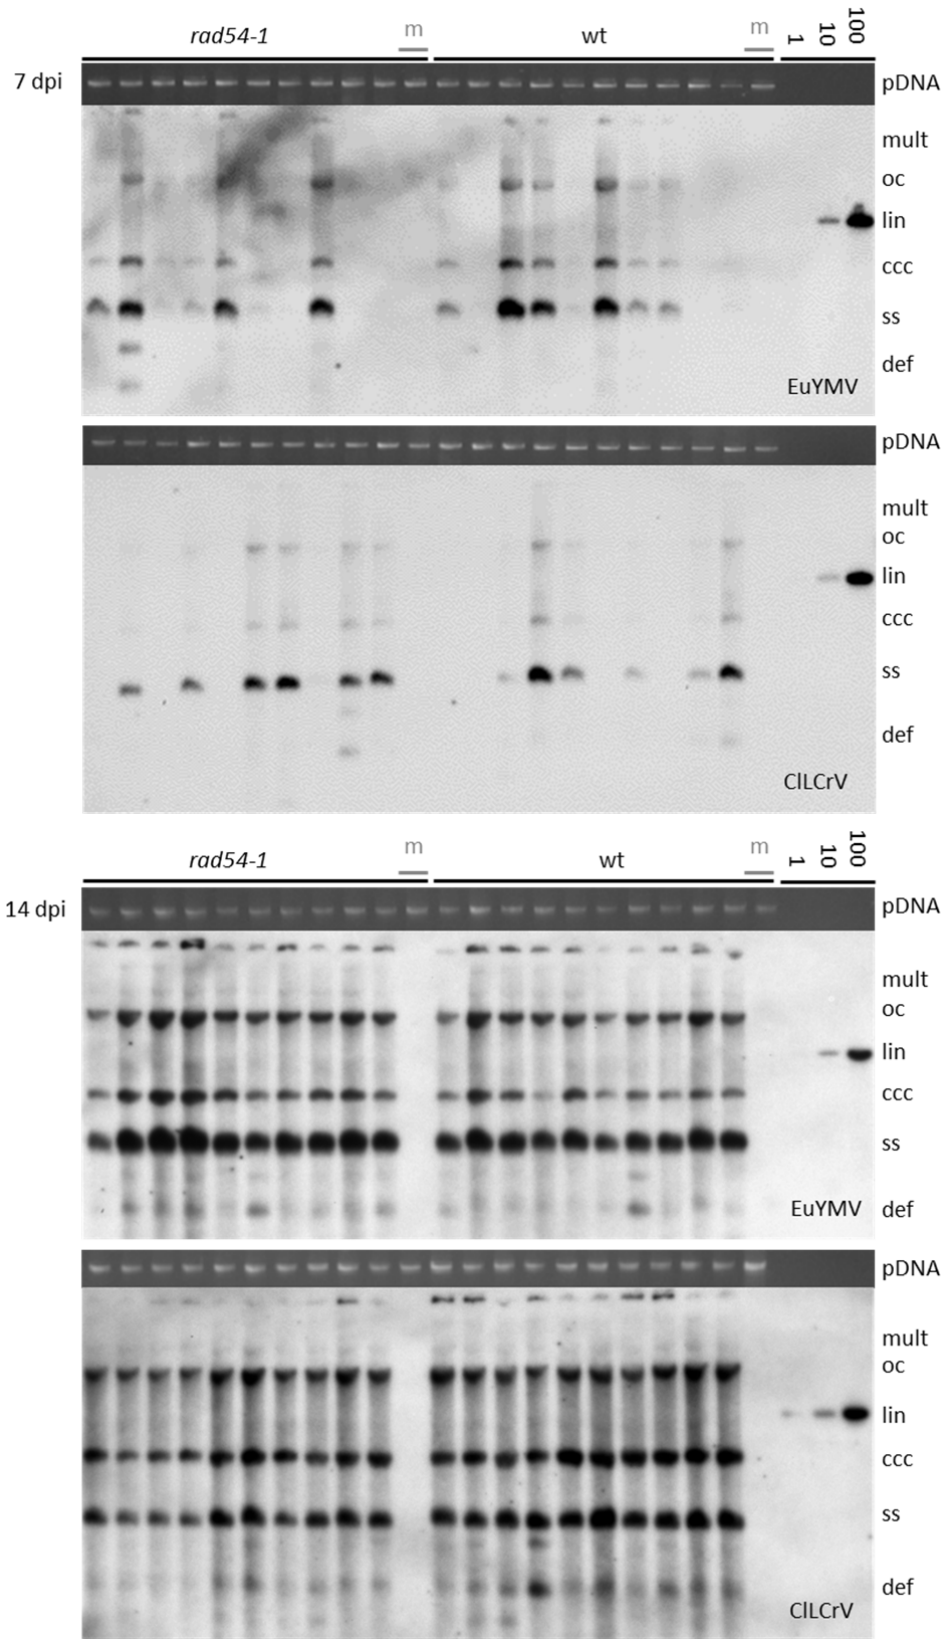 rad54-1 m wt m 1 10 100
7 dpi pDNA
mult
oc
lin
ccc
ss
def
EuYMV
pDNA
mult
oc
lin
ccc
ss
def
ClLCrV
rad54-1 m wt m 1 10 100
14 dpi pDNA
mult
oc
lin
ccc
ss
EuYMV def
pDNA
mult
oc
lin
ccc
ss
def
ClLCrV